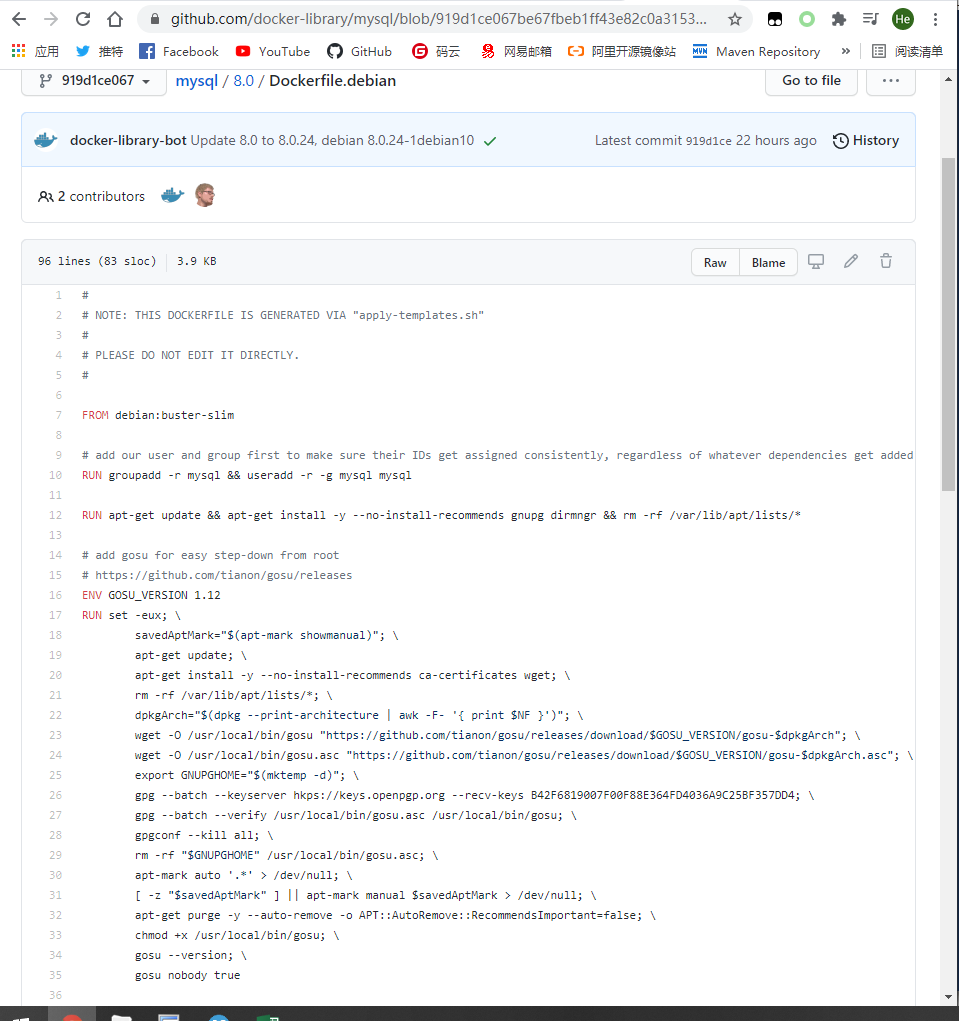 github.com/docker-library/mysql/blob/919d1ce067be67fbeb1ff43e82c0a3153... He
应用 推特 Facebook YouTube GitHub 码云 网易邮箱 阿里开源镜像站 Maven Repository » 阅读清单
919d1ce067 mysql / 8.0 / Dockerfile.debian Go to file ...
docker-library-bot Update 8.0 to 8.0.24, debian 8.0.24-1debian10 Latest commit 919d1ce 22 hours ago History
2 contributors
96 lines (83 sloc) 3.9 KB Raw Blame
1 #
2 # NOTE: THIS DOCKERFILE IS GENERATED VIA "apply-templates.sh"
3 #
4 # PLEASE DO NOT EDIT IT DIRECTLY.
5 #
6
7 FROM debian:buster-slim
8
9 # add our user and group first to make sure their IDs get assigned consistently, regardless of whatever dependencies get added
10 RUN groupadd -r mysql && useradd -r -g mysql mysql
11
12 RUN apt-get update && apt-get install -y --no-install-recommends gnupg dirmngr && rm -rf /var/lib/apt/lists/*
13
14 # add gosu for easy step-down from root
15 # https://github.com/tianon/gosu/releases
16 ENV GOSU_VERSION 1.12
17 RUN set -eux; \
18 savedAptMark="$(apt-mark showmanual)"; \
19 apt-get update; \
20 apt-get install -y --no-install-recommends ca-certificates wget; \
21 rm -rf /var/lib/apt/lists/*; \
22 dpkgArch="$(dpkg --print-architecture | awk -F- '{ print $NF }')"; \
23 wget -O /usr/local/bin/gosu "https://github.com/tianon/gosu/releases/download/$GOSU_VERSION/gosu-$dpkgArch"; \
24 wget -O /usr/local/bin/gosu.asc "https://github.com/tianon/gosu/releases/download/$GOSU_VERSION/gosu-$dpkgArch.asc"; \
25 export GNUPGHOME="$(mktemp -d)"; \
26 gpg --batch --keyserver hkps://keys.openpgp.org --recv-keys B42F6819007F00F88E364FD4036A9C25BF357DD4; \
27 gpg --batch --verify /usr/local/bin/gosu.asc /usr/local/bin/gosu; \
28 gpgconf --kill all; \
29 rm -rf "$GNUPGHOME" /usr/local/bin/gosu.asc; \
30 apt-mark auto '.*' > /dev/null; \
31 [ -z "$savedAptMark" ] || apt-mark manual $savedAptMark > /dev/null; \
32 apt-get purge -y --auto-remove -o APT::AutoRemove::RecommendsImportant=false; \
33 chmod +x /usr/local/bin/gosu; \
34 gosu --version; \
35 gosu nobody true
36